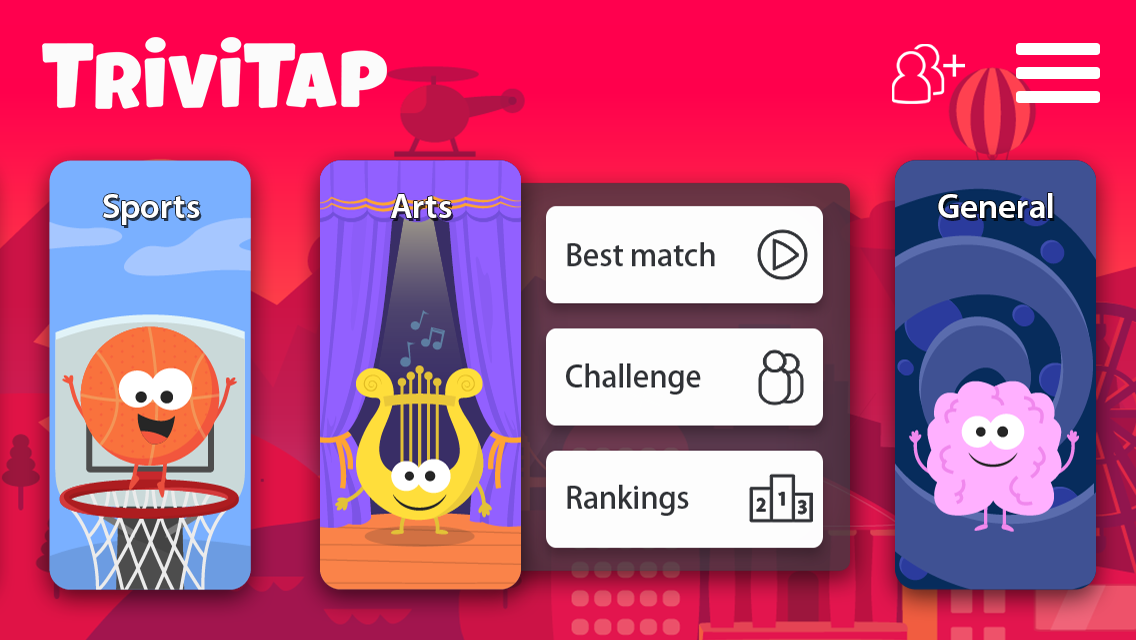 TRIVITAP
Sports
Arts
Best match
Challenge
Rankings
2 1 3
General